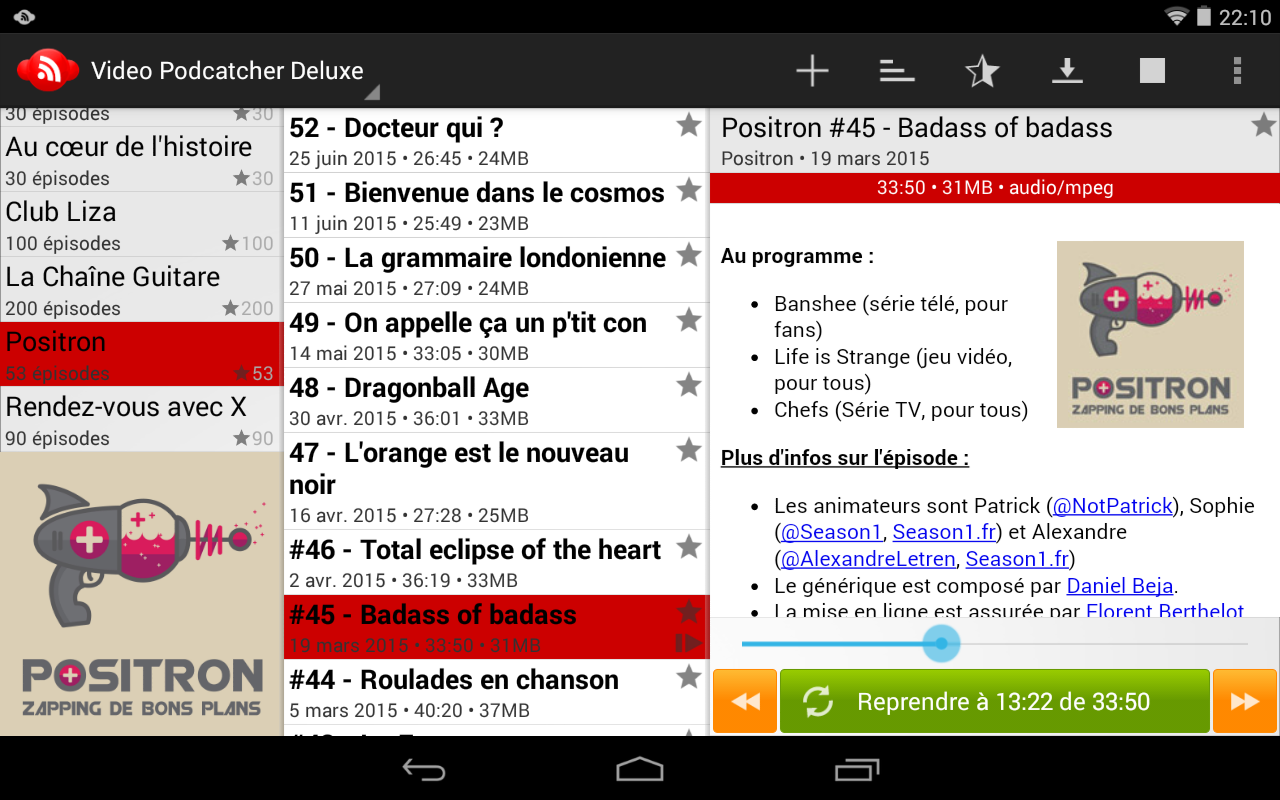 22:10
Video Podcatcher Deluxe
30 épisodes
30
Au cœur de l'histoire
30 épisodes
30
Club Liza
100 épisodes
100
La Chaîne Guitare
200 épisodes
200
Positron
53 épisodes
53
Rendez-vous avec X
90 épisodes
90
POSITRON
ZAPPING DE BONS PLANS
52 - Docteur qui ?
25 juin 2015 • 26:45 • 24MB
51 - Bienvenue dans le cosmos
11 juin 2015 • 25:49 • 23MB
50 - La grammaire londonienne
27 mai 2015 • 27:09 • 24MB
49 - On appelle ça un p'tit con
14 mai 2015 • 33:05 • 30MB
48 - Dragonball Age
30 avr. 2015 • 36:01 • 33MB
47 - L'orange est le nouveau
noir
16 avr. 2015 • 27:28 • 25MB
#46 - Total eclipse of the heart
2 avr. 2015 • 36:19 • 33MB
#45 - Badass of badass
19 mars 2015 • 33:50 • 31MB
#44 - Roulades en chanson
5 mars 2015 • 40:20 • 37MB
Positron #45 - Badass of badass
Positron • 19 mars 2015
33:50 • 31MB • audio/mpeg
Au programme :
• Banshee (série télé, pour
fans)
• Life is Strange (jeu vidéo,
pour tous)
• Chefs (Série TV, pour tous)
POSITRON
ZAPPING DE BONS PLANS
Plus d'infos sur l'épisode :
• Les animateurs sont Patrick (@NotPatrick), Sophie
(@Season1, Season1.fr) et Alexandre
(@AlexandreLetren, Season1.fr)
• Le générique est composé par Daniel Beja.
• La mise en ligne est assurée par Florent Berthelot
Reprendre à 13:22 de 33:50